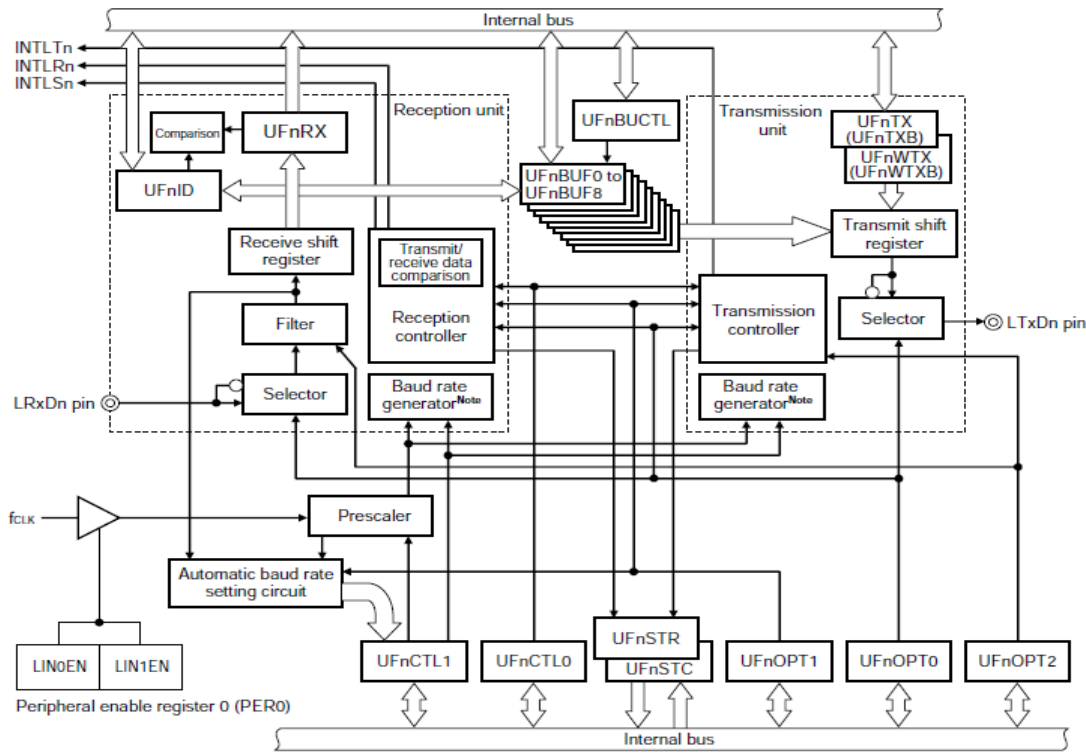 Internal bus
INTLTn
INTLRn
INTLSn
Reception unit
Transmission
unit
Comparison
UFnRX
UFnBUCTL
UFnTX
(UFnTXB)
UFnWTX
(UFnWTXB)
UFnID
UFnBUF0 to
UFnBUF8
Receive shift
register
Transmit/
receive data
comparison
Transmit shift
register
Filter
Reception
controller
Transmission
controller
Selector
LTxDn pin
LRxDn pin
Selector
Baud rate
generatorNote
Baud rate
generatorNote
fCLK
Prescaler
Automatic baud rate
setting circuit
LIN0EN
LIN1EN
Peripheral enable register 0 (PER0)
UFnCTL1
UFnCTL0
UFnSTR
UFnSTC
UFnOPT1
UFnOPT0
UFnOPT2
Internal bus